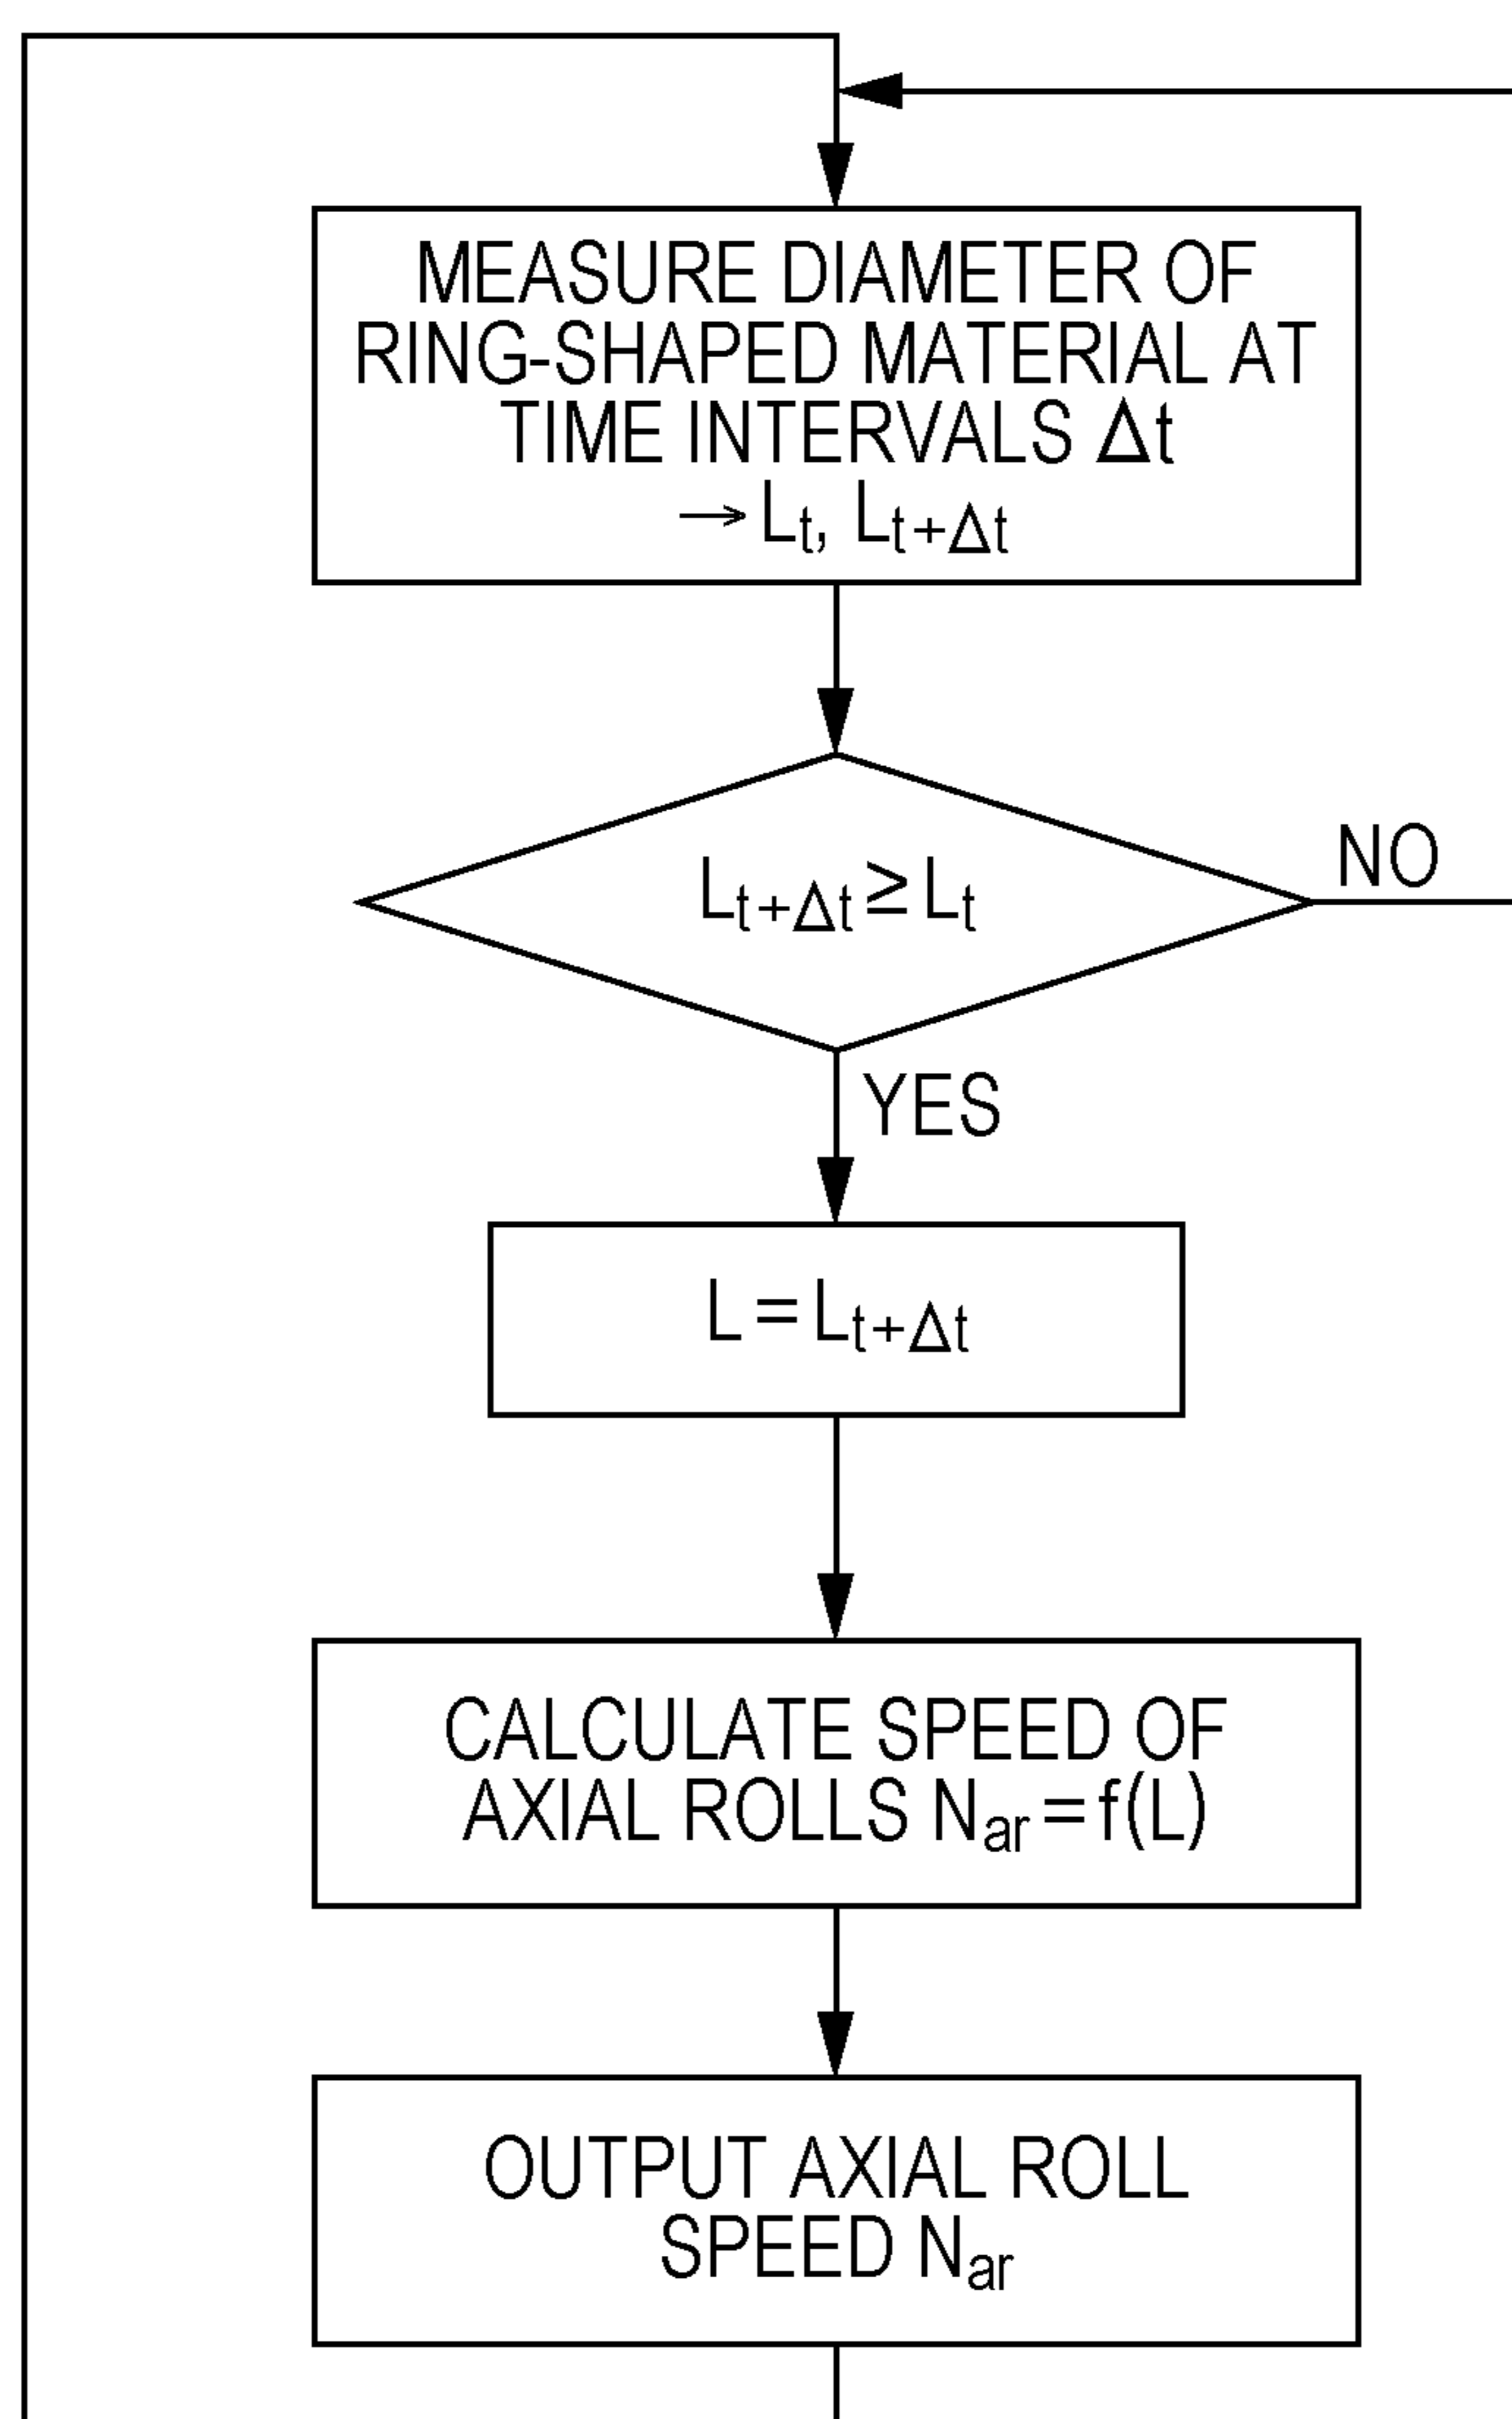 MEASURE DIAMETER OF
RING-SHAPED MATERIAL AT
TIME INTERVALS Δt
→Lt, Lt+Δt
Lt+Δt≥Lt
NO
YES
L=Lt+Δt
CALCULATE SPEED OF
AXIAL ROLLS Nar=f(L)
OUTPUT AXIAL ROLL
SPEED Nar